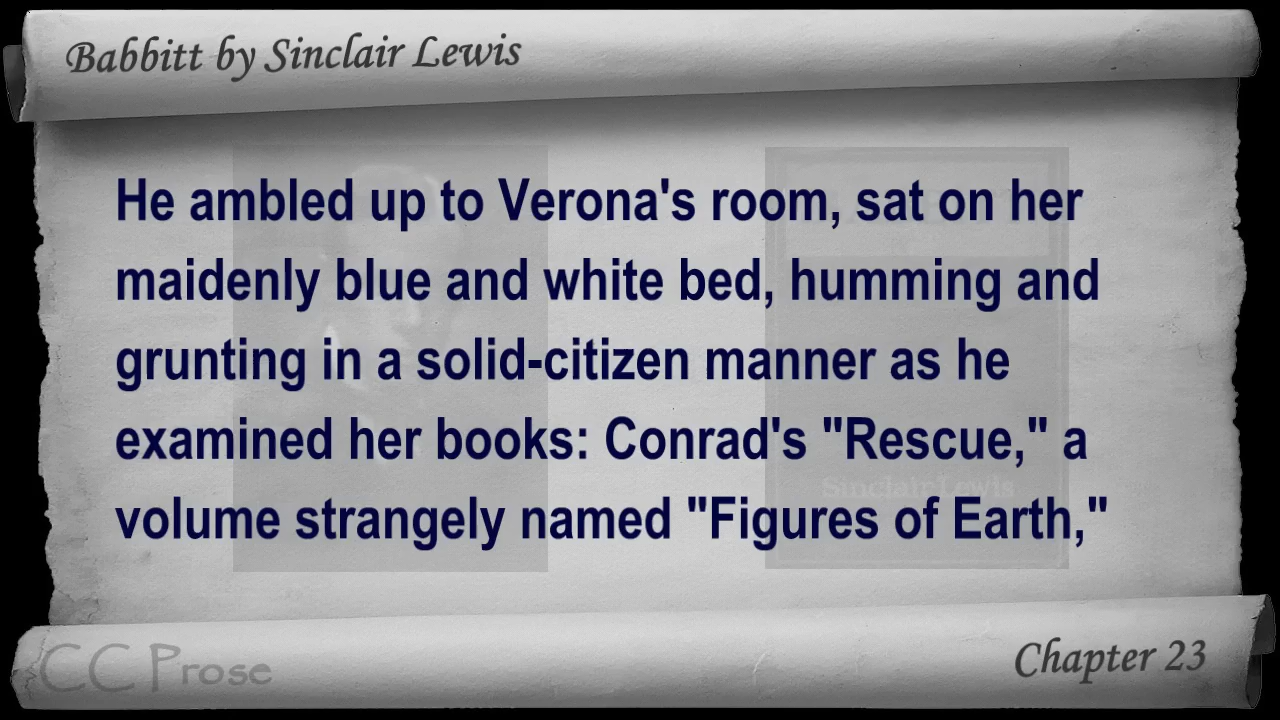 Babbitt by Sinclair Lewis
He ambled up to Verona's room, sat on her
maidenly blue and white bed, humming and
grunting in a solid-citizen manner as he
examined her books: Conrad's "Rescue," a
volume strangely named "Figures of Earth,"
Sinclair Lewis
CC Prose
Chapter 23